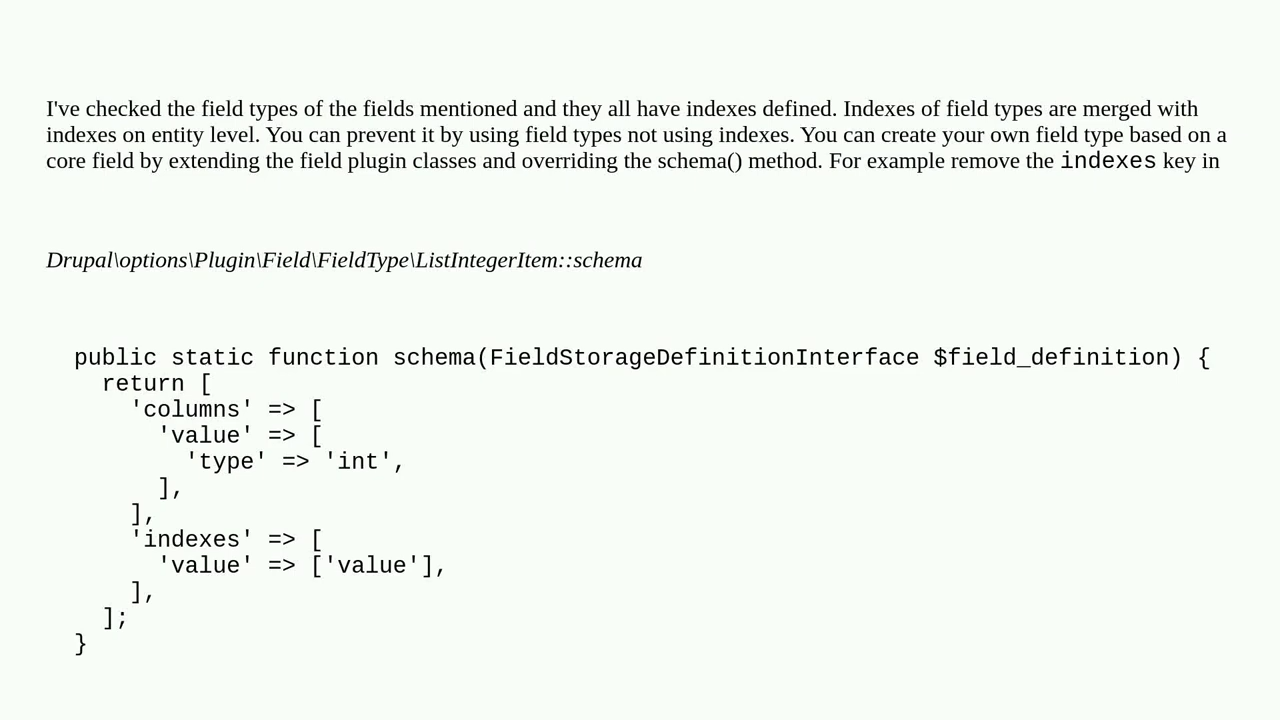 I've checked the field types of the fields mentioned and they all have indexes defined. Indexes of field types are merged with
indexes on entity level. You can prevent it by using field types not using indexes. You can create your own field type based on a
core field by extending the field plugin classes and overriding the schema() method. For example remove the indexes key in
Drupal\options\Plugin\Field\FieldType\ListIntegerItem::schema
public static function schema(FieldStorageDefinitionInterface $field_definition) {
  return [
    'columns' => [
      'value' => [
        'type' => 'int',
      ],
    ],
    'indexes' => [
      'value' => ['value'],
    ],
  ];
}